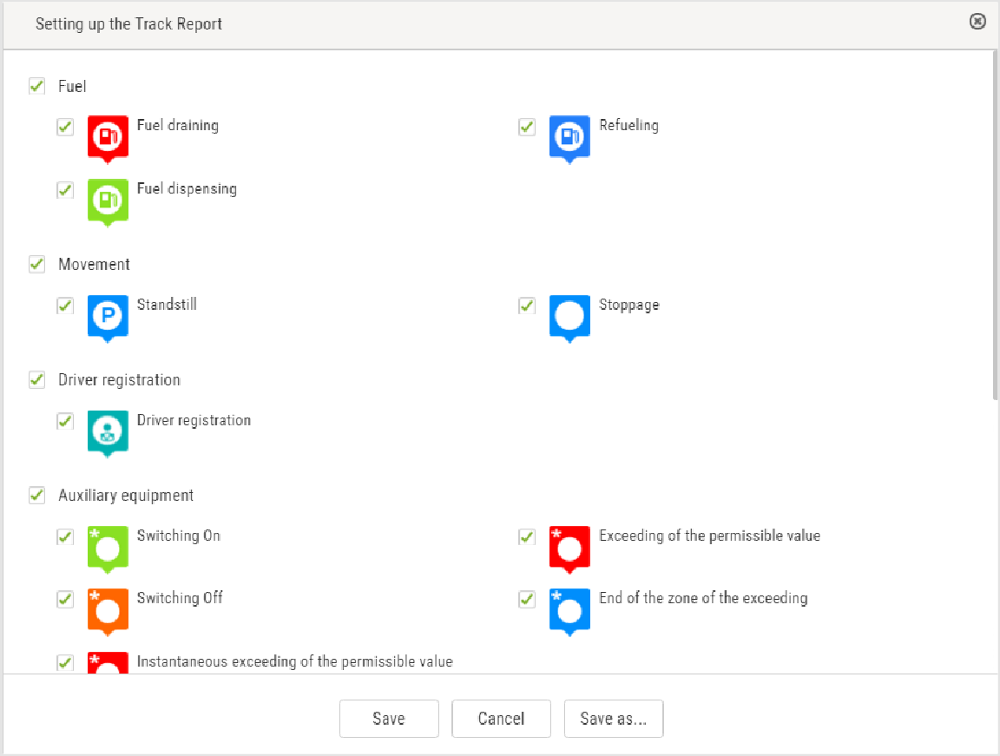 Setting up the Track Report
Fuel
Fuel draining
Refueling
Fuel dispensing
Movement
P
Standstill
Stoppage
Driver registration
Driver registration
Auxiliary equipment
* Switching On
* Exceeding of the permissible value
* Switching Off
* End of the zone of the exceeding
* Instantaneous exceeding of the permissible value
Save
Cancel
Save as...